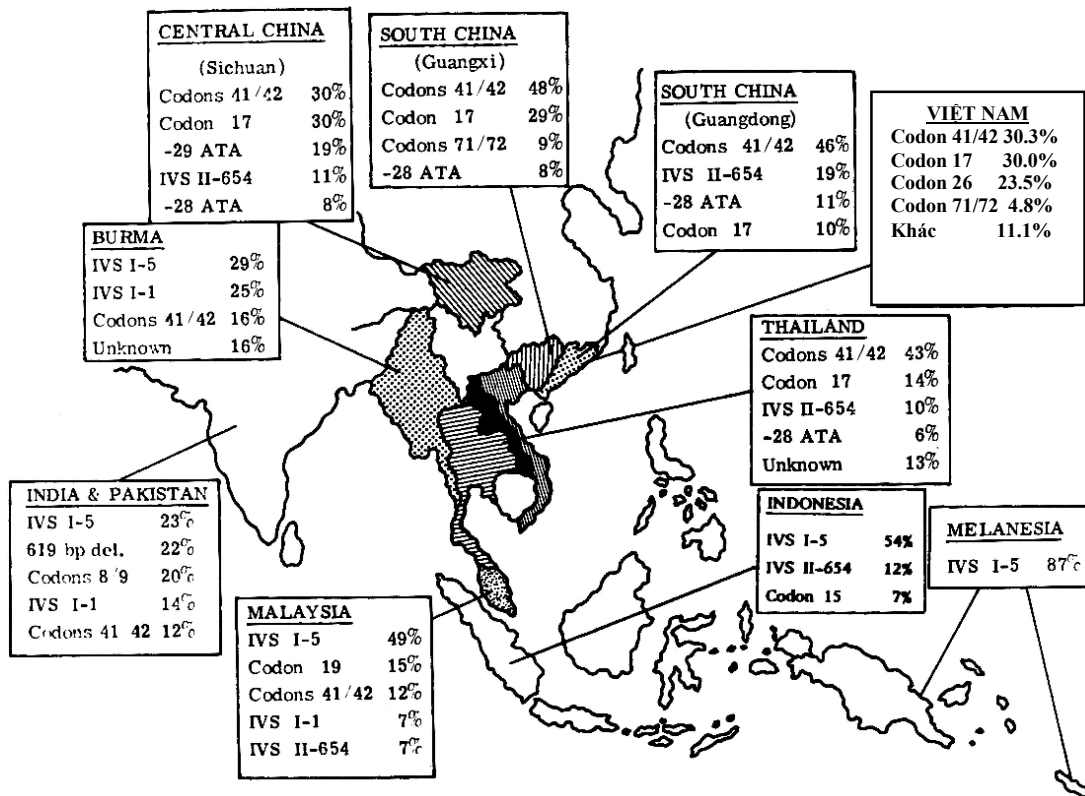 CENTRAL CHINA
(Sichuan)
Codons 41/42 30%
Codon 17 30%
-29 ATA 19%
IVS II-654 11%
-28 ATA 8%
SOUTH CHINA
(Guangxi)
Codons 41/42 48%
Codon 17 29%
Codons 71/72 9%
-28 ATA 8%
SOUTH CHINA
(Guangdong)
Codons 41/42 46%
IVS II-654 19%
-28 ATA 11%
Codon 17 10%
VIỆT NAM
Codon 41/42 30.3%
Codon 17 30.0%
Codon 26 23.5%
Codon 71/72 4.8%
Khác 11.1%
BURMA
IVS I-5 29%
IVS I-1 25%
Codons 41/42 16%
Unknown 16%
THAILAND
Codons 41/42 43%
Codon 17 14%
IVS II-654 10%
-28 ATA 6%
Unknown 13%
INDIA & PAKISTAN
IVS I-5 23%
619 bp del. 22%
Codons 8/9 20%
IVS I-1 14%
Codons 41 42 12%
MALAYSIA
IVS I-5 49%
Codon 19 15%
Codons 41/42 12%
IVS I-1 7%
IVS II-654 7%
INDONESIA
IVS I-5 54%
IVS II-654 12%
Codon 15 7%
MELANESIA
IVS I-5 87%